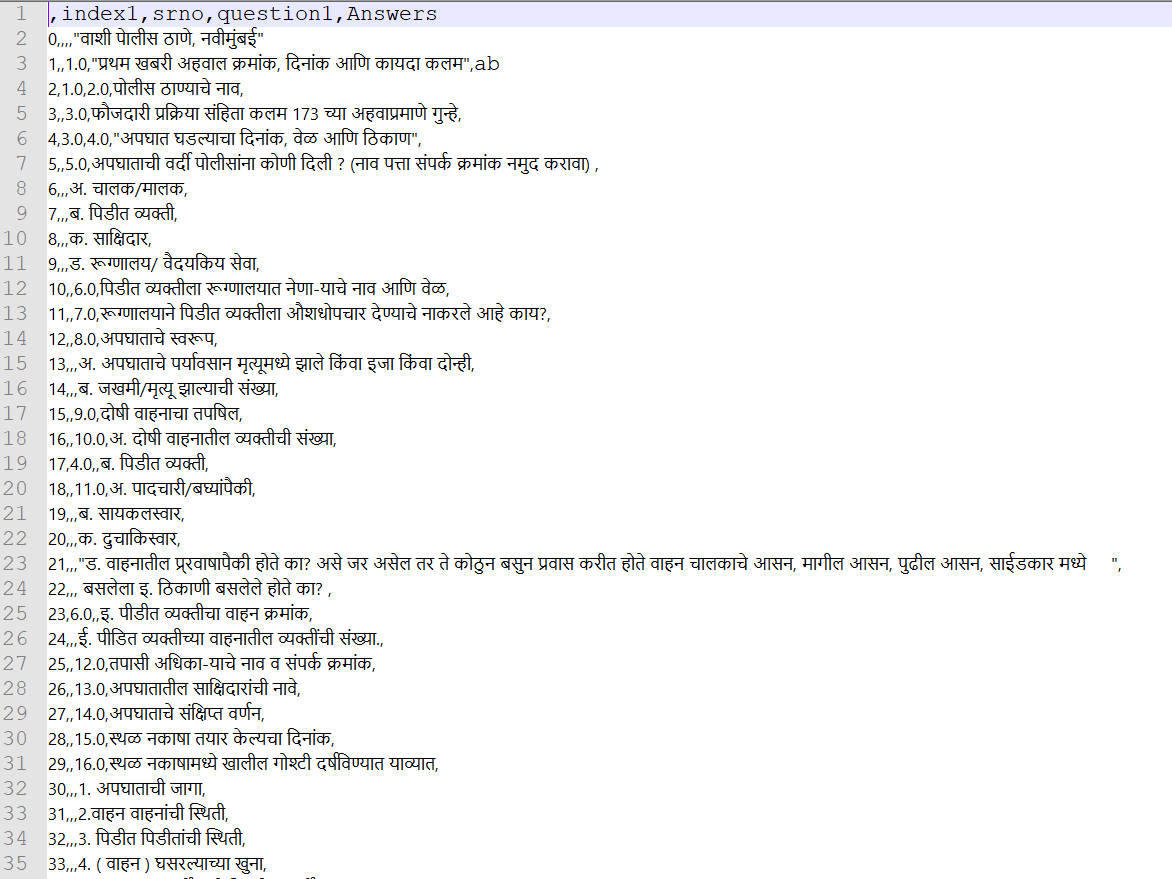 1 ,index1,srno,question1,Answers
2 0,,,,"वाशी पेालीस ठाणे, नवीमुंबई"
3 1,,1.0,"प्रथम खबरी अहवाल क्रमांक, दिनांक आणि कायदा कलम",ab
4 2,1.0,2.0,पोलीस ठाण्याचे नाव,
5 3,,3.0,फौजदारी प्रक्रिया संहिता कलम 173 च्या अहवाप्रमाणे गुन्हे,
6 4,3.0,4.0,"अपघात घडल्याचा दिनांक, वेळ आणि ठिकाण",
7 5,,5.0,अपघाताची वर्दी पोलीसांना कोणी दिली ? (नाव पत्ता संपर्क क्रमांक नमुद करावा) ,
8 6,,,अ. चालक/मालक,
9 7,,,ब. पिडीत व्यक्ती,
10 8,,,क. साक्षिदार,
11 9,,,ड. रूग्णालय/ वैदयकिय सेवा,
12 10,,6.0,पिडीत व्यक्तीला रूग्णालयात नेणा-याचे नाव आणि वेळ,
13 11,,7.0,रूग्णालयाने पिडीत व्यक्तीला औशधोपचार देण्याचे नाकरले आहे काय?,
14 12,,8.0,अपघाताचे स्वरूप,
15 13,,,अ. अपघाताचे पर्यावसान मृत्यूमध्ये झाले किंवा इजा किंवा दोन्ही,
16 14,,,ब. जखमी/मृत्यू झाल्याची संख्या,
17 15,,9.0,दोषी वाहनाचा तपषिल,
18 16,,10.0,अ. दोषी वाहनातील व्यक्तीची संख्या,
19 17,4.0,,ब. पिडीत व्यक्ती,
20 18,,11.0,अ. पादचारी/बघ्यांपैकी,
21 19,,,ब. सायकलस्वार,
22 20,,,क. दुचाकिस्वार,
23 21,,,"ड. वाहनातील प्र्रवाषापैकी होते का? असे जर असेल तर ते कोठुन बसुन प्रवास करीत होते वाहन चालकाचे आसन, मागील आसन, पुढील आसन, साईडकार मध्ये ",
24 22,,, बसलेला इ. ठिकाणी बसलेले होते का? ,
25 23,6.0,,इ. पीडीत व्यक्तीचा वाहन क्रमांक,
26 24,,,ई. पीडित व्यक्तीच्या वाहनातील व्यक्तींची संख्या.,
27 25,,12.0,तपासी अधिका-याचे नाव व संपर्क क्रमांक,
28 26,,13.0,अपघातातील साक्षिदारांची नावे,
29 27,,14.0,अपघाताचे संक्षिप्त वर्णन,
30 28,,15.0,स्थळ नकाषा तयार केल्यचा दिनांक,
31 29,,16.0,स्थळ नकाषामध्ये खालील गोश्टी दर्षविण्यात याव्यात,
32 30,,,1. अपघाताची जागा,
33 31,,,2.वाहन वाहनांची स्थिती,
34 32,,,3. पिडीत पिडीतांची स्थिती,
35 33,,,4. ( वाहन ) घसरल्याच्या खुना,